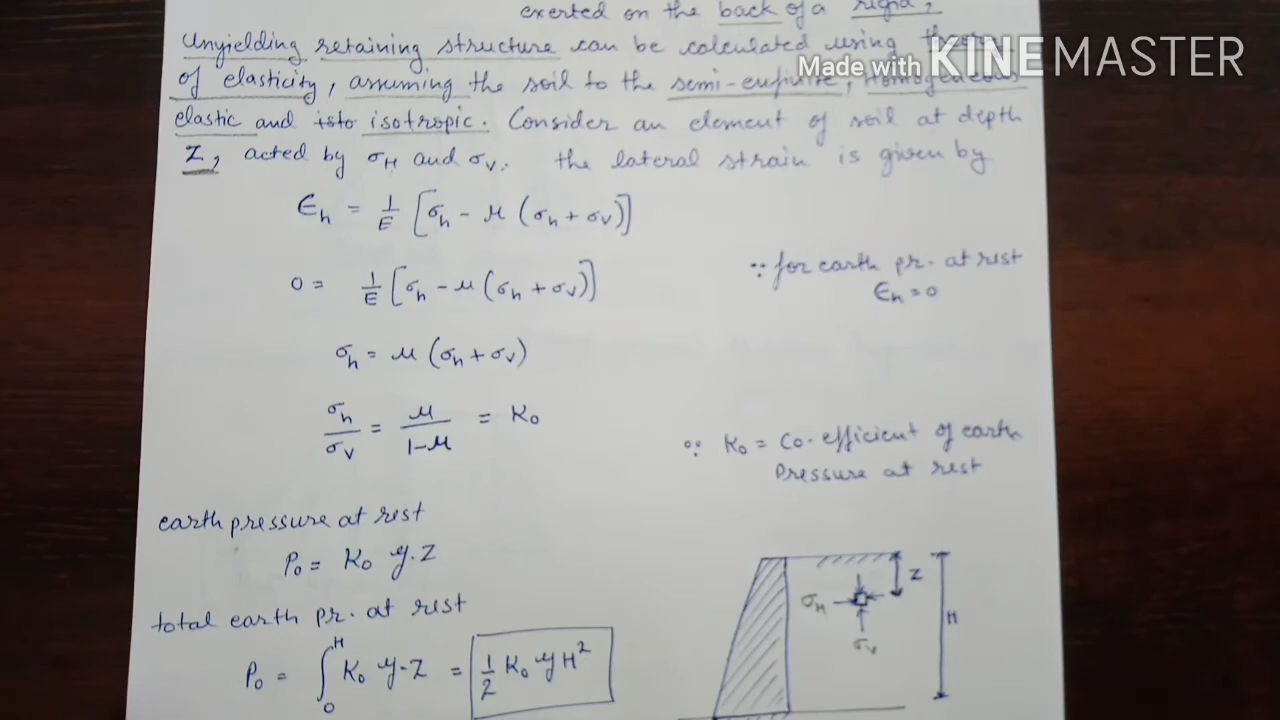 exerted on the back of a rigid,
Unyielding retaining structure can be calculated using
Made with KINEMASTER
of elasticity, assuming the soil to the semi-enfinite, homogeneous
elastic and isto isotropic. Consider an element of soil at depth
Z, acted by σH and σv. the lateral strain is given by
ϵh = 1/E [σh - μ (σh + σv)]
0 = 1/E [σh - μ (σh + σv)]
∵ for earth pr. at rest
ϵh = 0
σh = μ (σh + σv)
σh/σv = μ/1-μ = K0
∵ K0 = Co-efficient of earth
Pressure at rest
earth pressure at rest
P0 = K0 γ.Z
total earth pr. at rest
P0 = ∫0^H K0 γ.Z = 1/2 K0 γH²
Z
σh
H
σv